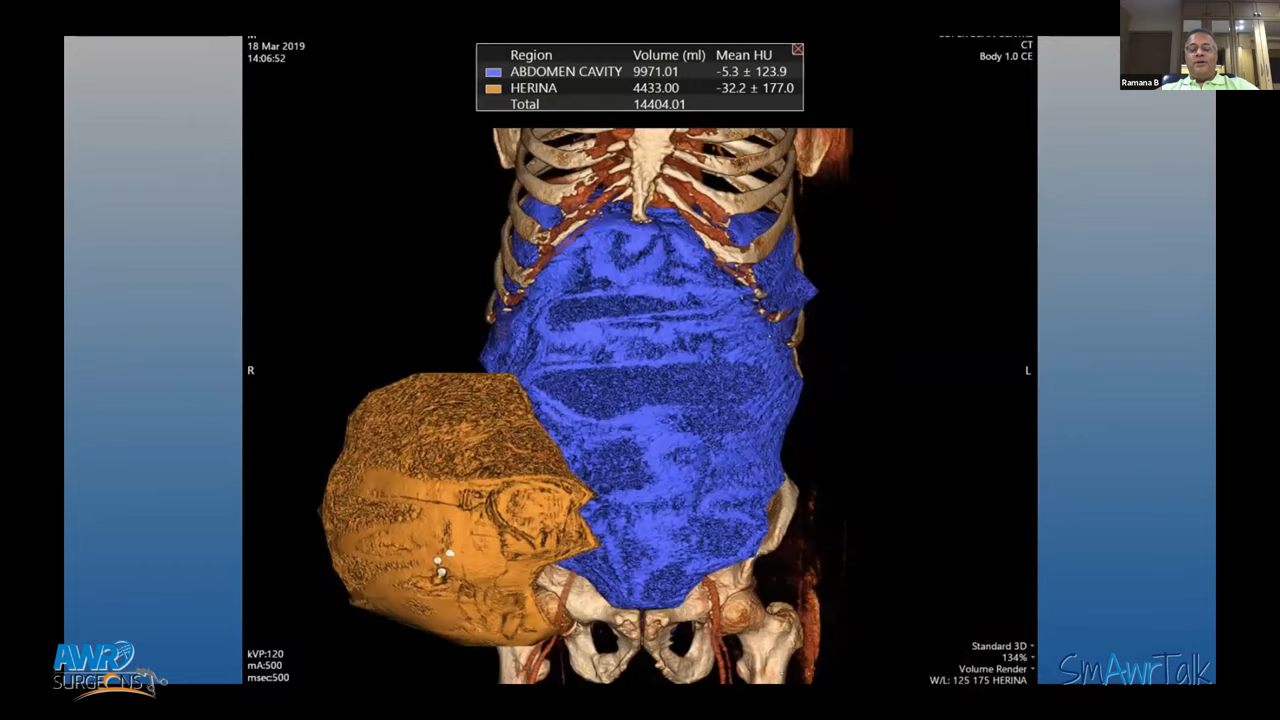 18 Mar 2019
14:06:52
Region Volume (ml) Mean HU
ABDOMEN CAVITY 9971.01 -5.3 ± 123.9
HERINA 4433.00 -32.2 ± 177.0
Total 14404.01
CT
Body 1.0 CE
Ramana B
R
L
kVP:120
mA:500
msec:500
Standard 3D
134%
Volume Render
W/L: 125 175 HERINA
AWR
SURGEONS
SmAwrTalk